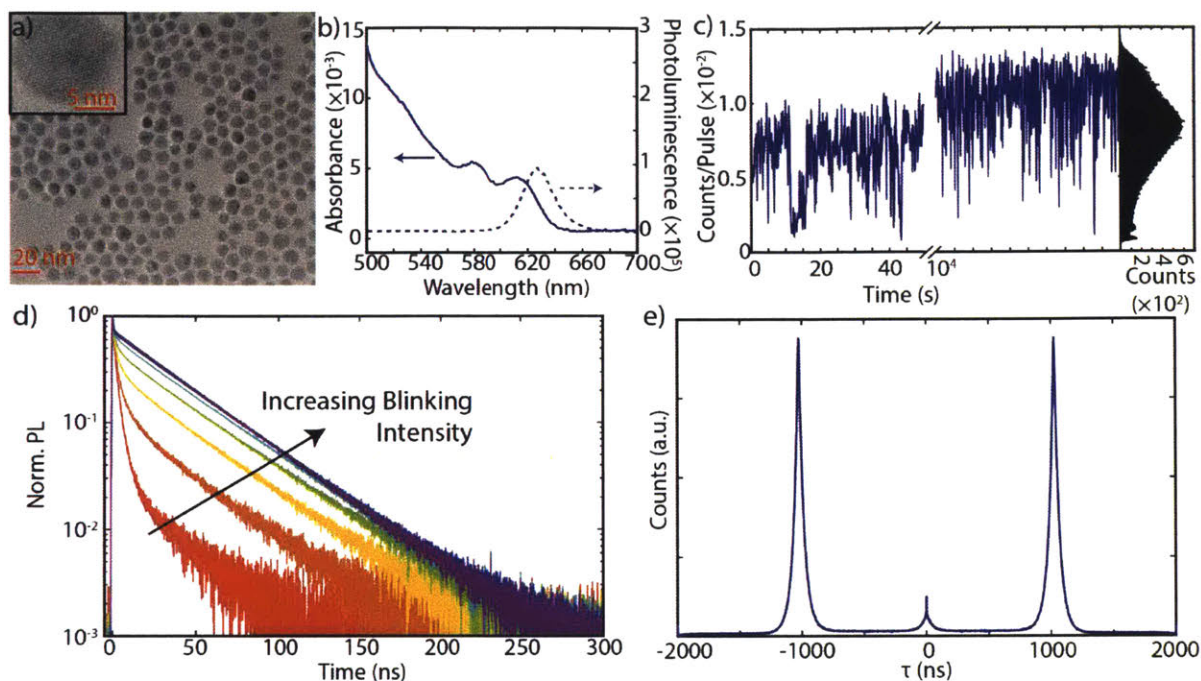 a)
5 nm
20 nm
b)
Absorbance (×10⁻³)
15
10
5
0
500 540 580 620 660 700
Wavelength (nm)
3
2
1
0
Photoluminescence (×10⁵)
c)
Counts/Pulse (×10⁻²)
1.5
1.0
0.5
0
0 20 40 10⁴
Time (s)
2 4 6
Counts
(×10²)
d)
Norm. PL
10⁰
10⁻¹
10⁻²
10⁻³
Increasing Blinking
Intensity
0 50 100 150 200 250 300
Time (ns)
e)
Counts (a.u.)
-2000 -1000 0 1000 2000
τ (ns)